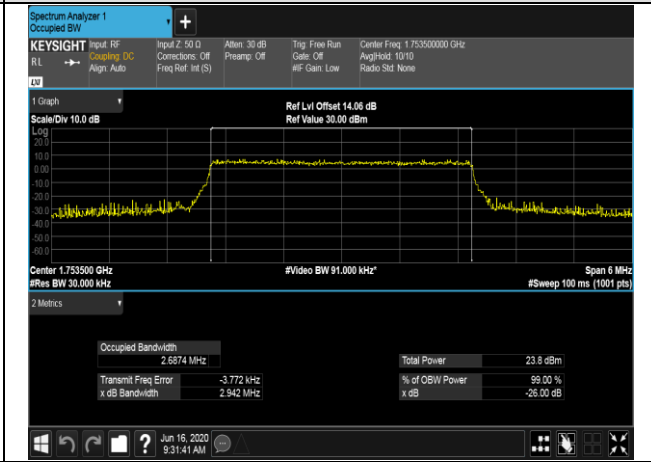 Spectrum Analyzer 1
Occupied BW
+
KEYSIGHT
RL
LXI
Input: RF
Coupling: DC
Align: Auto
Input Z: 50 Ω
Corrections: Off
Freq Ref: Int (S)
Atten: 30 dB
Preamp: Off
Trig: Free Run
Gate: Off
#IF Gain: Low
Center Freq: 1.753500000 GHz
Avg|Hold: 10/10
Radio Std: None
1 Graph
Scale/Div 10.0 dB
Ref Lvl Offset 14.06 dB
Ref Value 30.00 dBm
Log
20.0
10.0
0.00
-10.0
-20.0
-30.0
-40.0
-50.0
-60.0
Center 1.753500 GHz
#Video BW 91.000 kHz*
Span 6 MHz
#Res BW 30.000 kHz
#Sweep 100 ms (1001 pts)
2 Metrics
Occupied Bandwidth
2.6874 MHz
Total Power 23.8 dBm
Transmit Freq Error -3.772 kHz
% of OBW Power 99.00 %
x dB Bandwidth 2.942 MHz
x dB -26.00 dB
?
Jun 16, 2020
9:31:41 AM